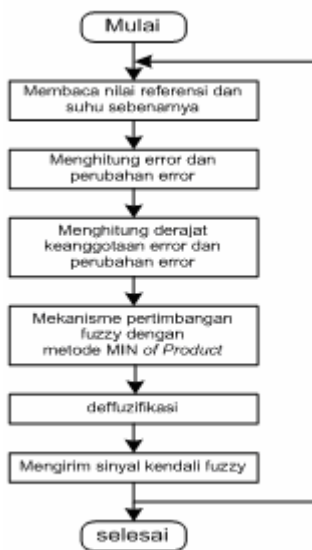 Mulai
Membaca nilai referensi dan
suhu sebenarnya
Menghitung error dan
perubahan error
Menghitung derajat
keanggotaan error dan
perubahan error
Mekanisme pertimbangan
fuzzy dengan
metode MIN of Product
deffuzifikasi
Mengirim sinyal kendali fuzzy
selesai